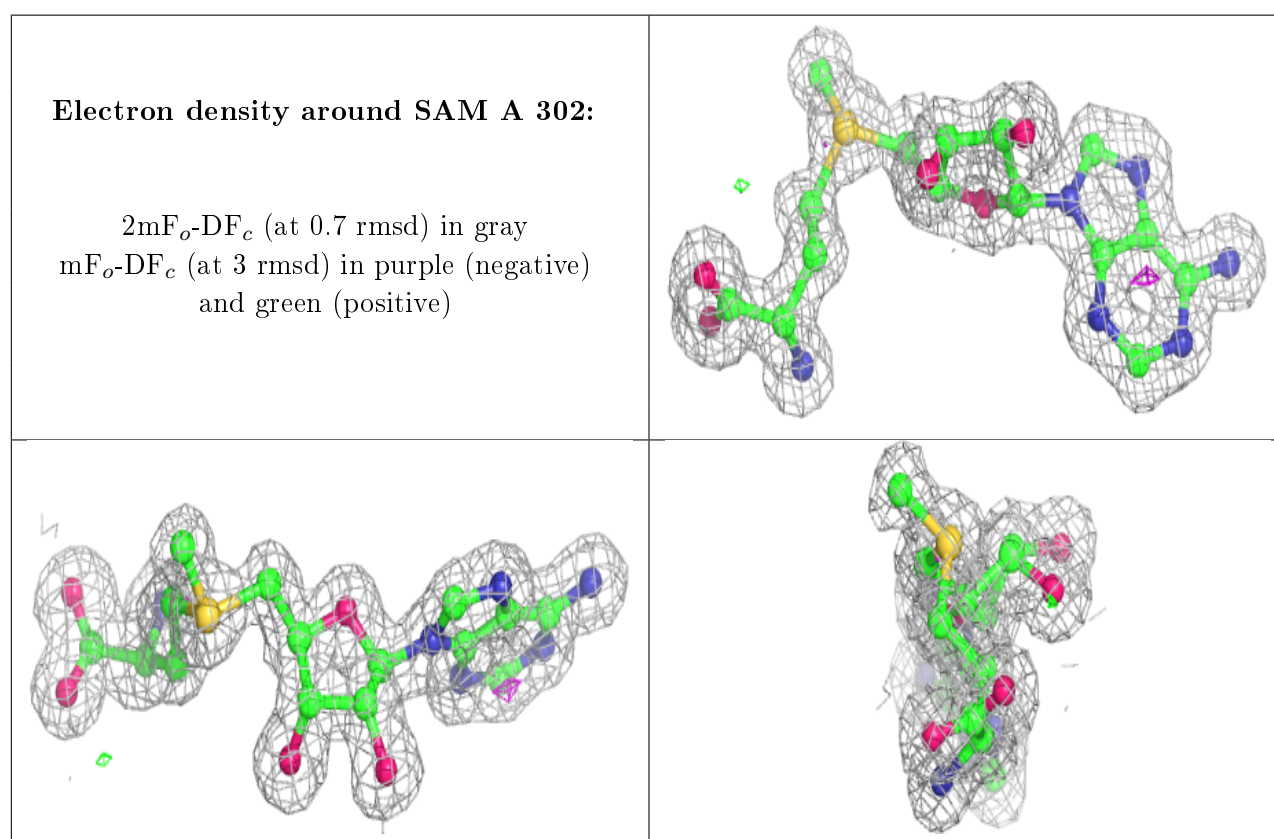 Electron density around SAM A 302:
2mFo-DFc (at 0.7 rmsd) in gray
mFo-DFc (at 3 rmsd) in purple (negative)
and green (positive)